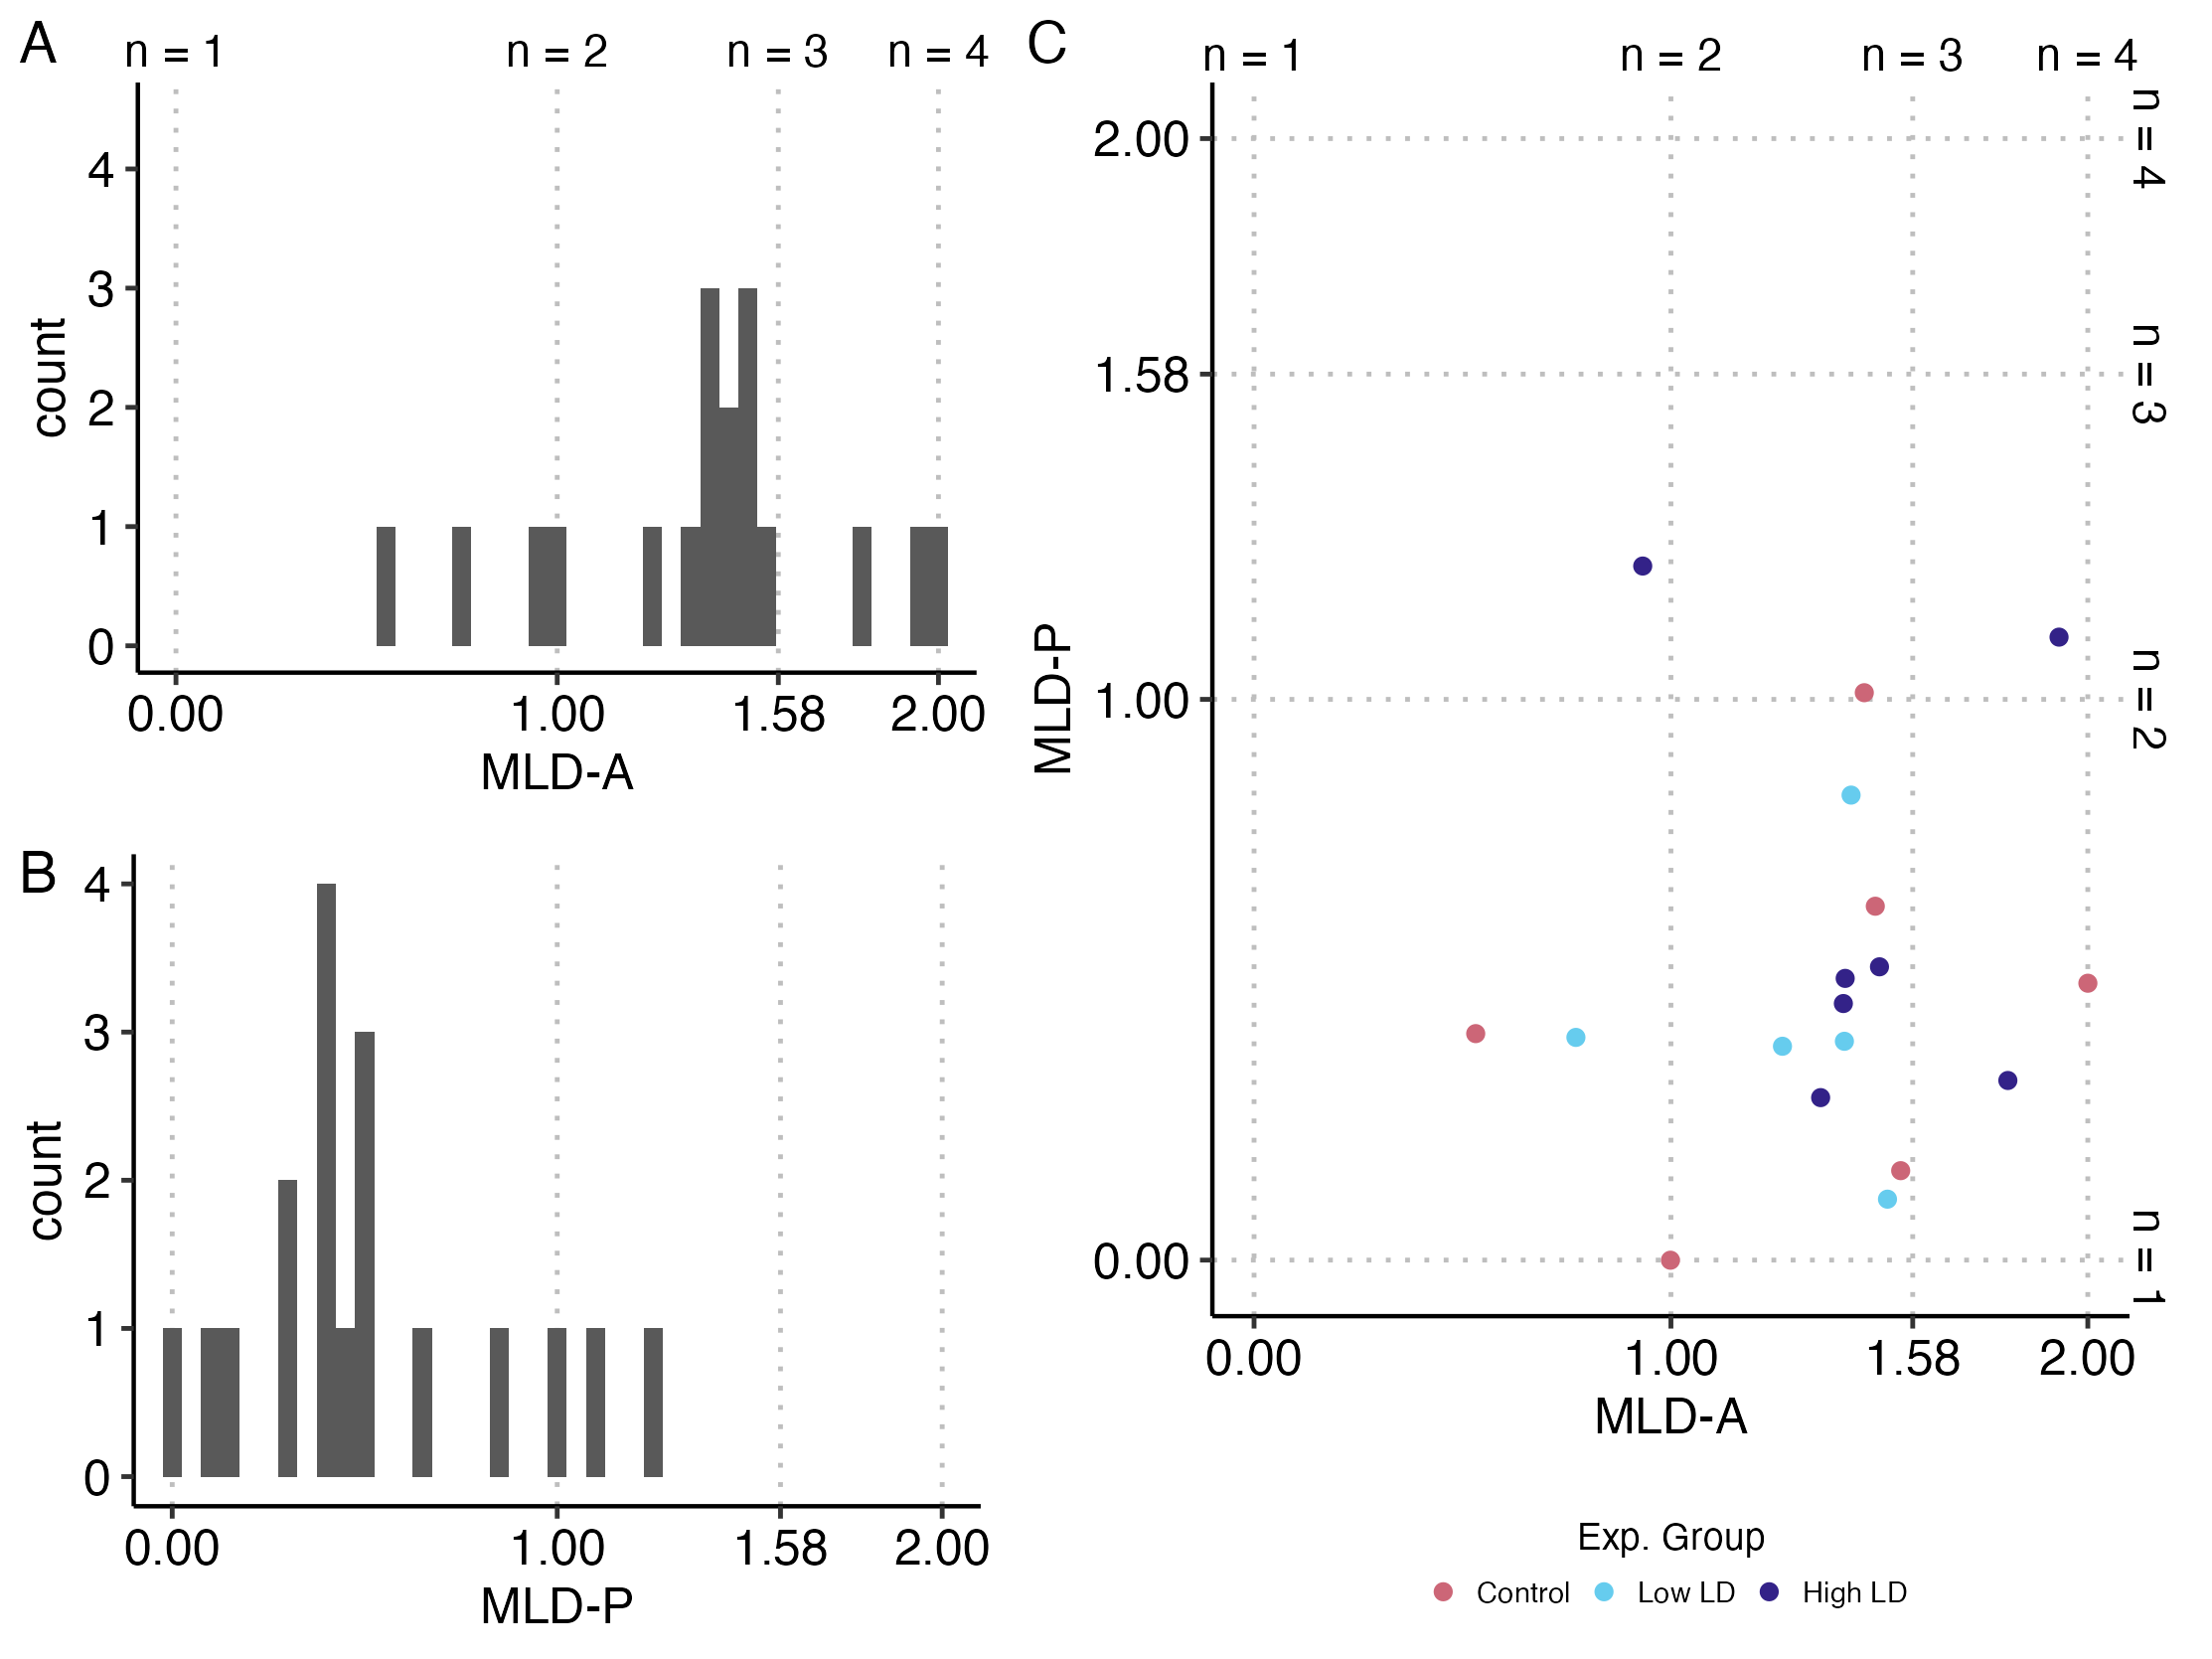 A
n = 1
n = 2
n = 3
n = 4
4
3
2
1
0
count
0.00
1.00
1.58
2.00
MLD-A
B
4
3
2
1
0
count
0.00
1.00
1.58
2.00
MLD-P
C
n = 1
n = 2
n = 3
n = 4
2.00
1.58
1.00
0.00
MLD-P
n = 4
n = 3
n = 2
n = 1
0.00
1.00
1.58
2.00
MLD-A
Exp. Group
Control
Low LD
High LD